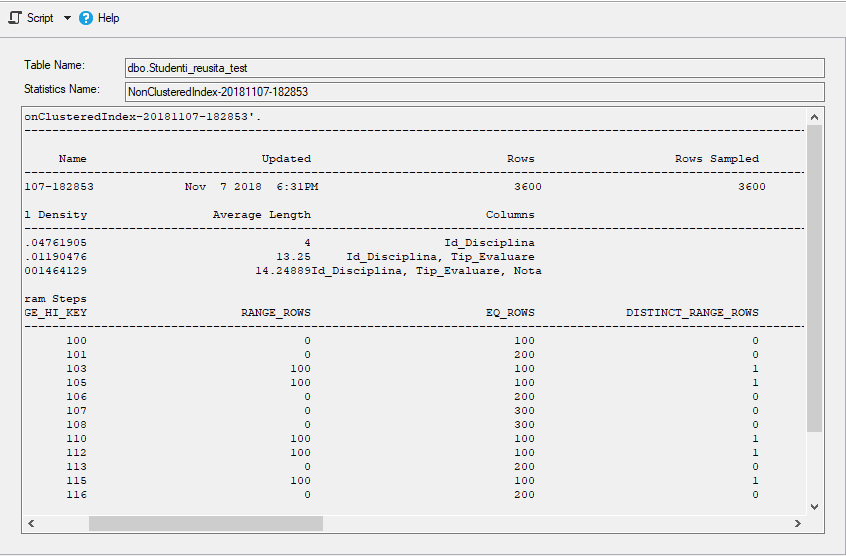 Script Help
Table Name: dbo.Studenti_reusita_test
Statistics Name: NonClusteredIndex-20181107-182853
onClusteredIndex-20181107-182853'.
Name Updated Rows Rows Sampled
107-182853 Nov 7 2018 6:31PM 3600 3600
l Density Average Length Columns
.04761905 4 Id_Disciplina
.01190476 13.25 Id_Disciplina, Tip_Evaluare
001464129 14.24889Id_Disciplina, Tip_Evaluare, Nota
ram Steps
GE_HI_KEY RANGE_ROWS EQ_ROWS DISTINCT_RANGE_ROWS
100 0 100 0
101 0 200 0
103 100 100 1
105 100 100 1
106 0 200 0
107 0 300 0
108 0 300 0
110 100 100 1
112 100 100 1
113 0 200 0
115 100 100 1
116 0 200 0